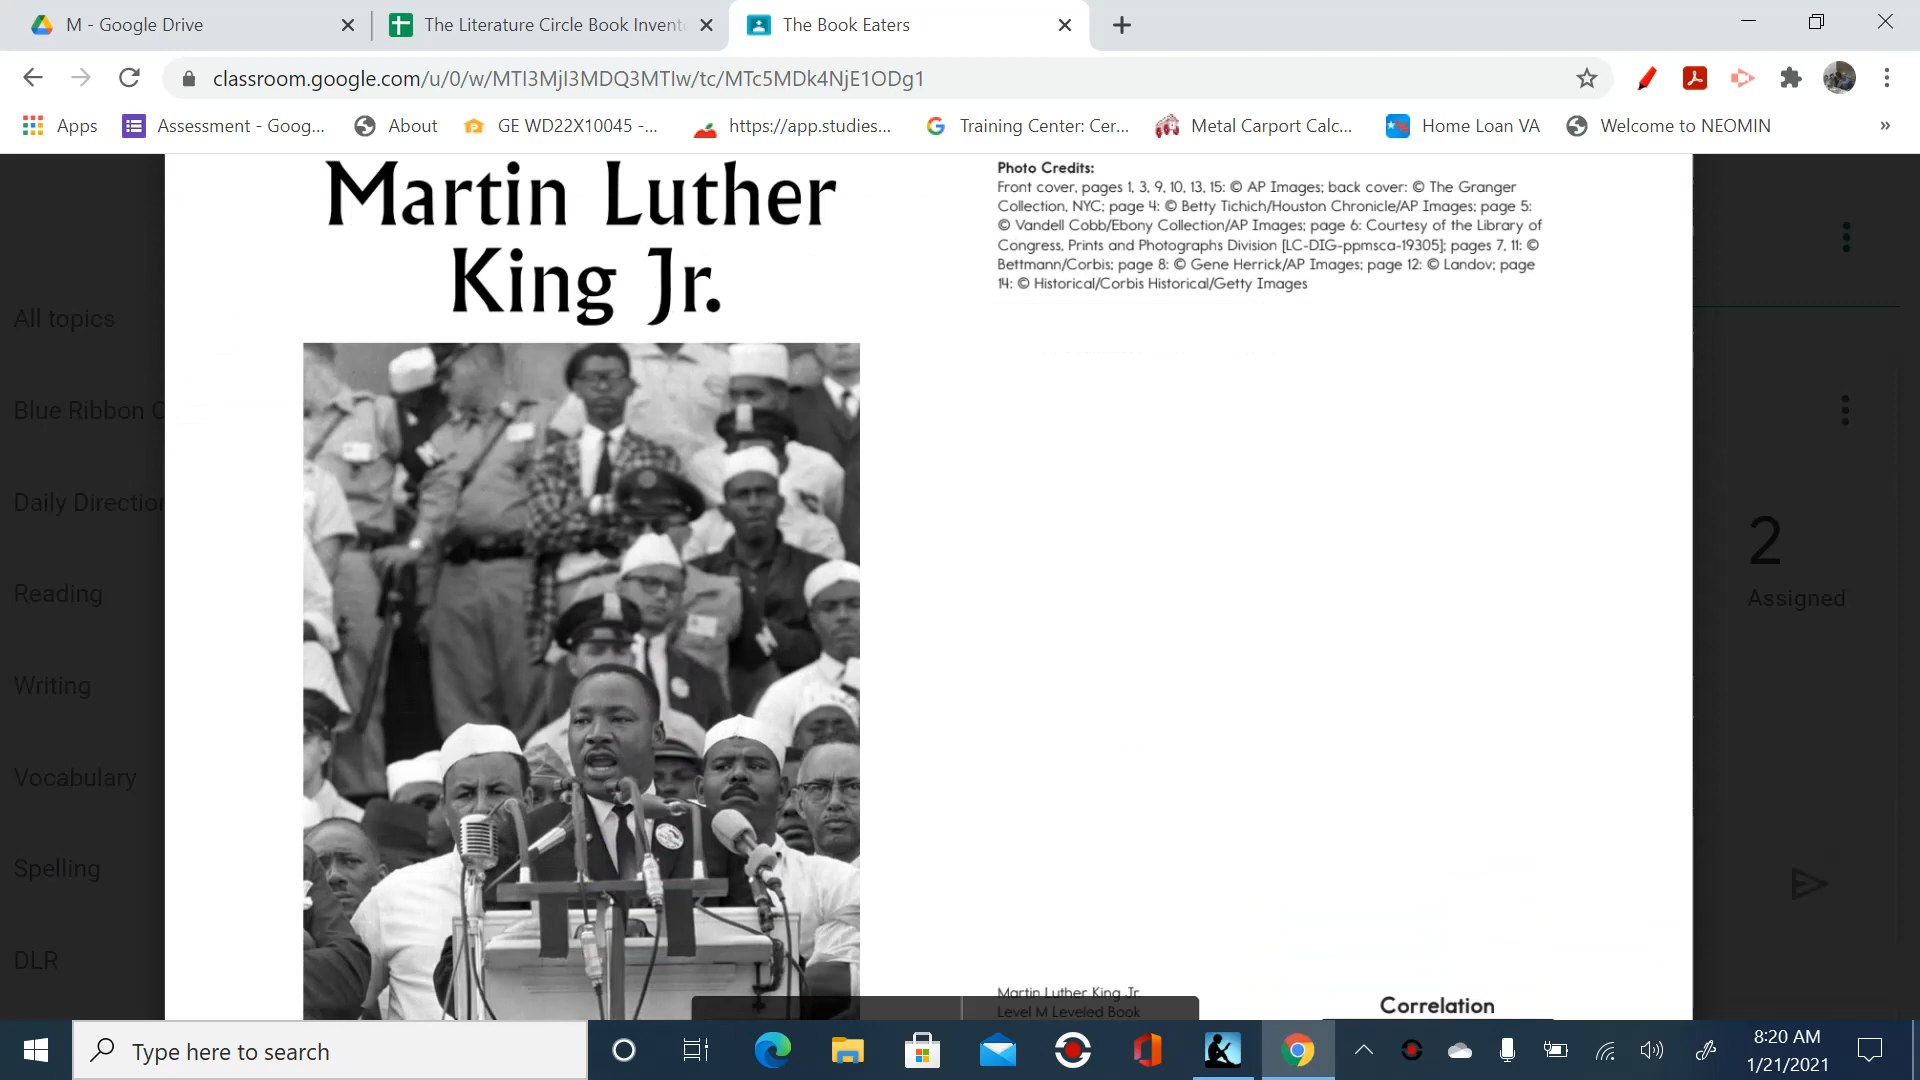 M - Google Drive
The Literature Circle Book Invent
The Book Eaters
classroom.google.com/u/0/w/MTI3MjI3MDQ3MTIw/tc/MTc5MDk4NjE1ODg1
Apps
Assessment - Goog...
About
GE WD22X10045 -...
https://app.studies...
Training Center: Cer...
Metal Carport Calc...
Home Loan VA
Welcome to NEOMIN
»
Martin Luther
King Jr.
Photo Credits:
Front cover, pages 1, 3, 9, 10, 13, 15: © AP Images; back cover: © The Granger
Collection, NYC; page 4: © Betty Tichich/Houston Chronicle/AP Images; page 5:
© Vandell Cobb/Ebony Collection/AP Images; page 6: Courtesy of the Library of
Congress, Prints and Photographs Division [LC-DIG-ppmsca-19305]; pages 7, 11: ©
Bettmann/Corbis; page 8: © Gene Herrick/AP Images; page 12: © Landov; page
14: © Historical/Corbis Historical/Getty Images
All topics
Blue Ribbon C
Daily Direction
Reading
Writing
Vocabulary
Spelling
DLR
2
Assigned
Martin Luther King Jr.
Level M Leveled Book
Correlation
Type here to search
8:20 AM
1/21/2021